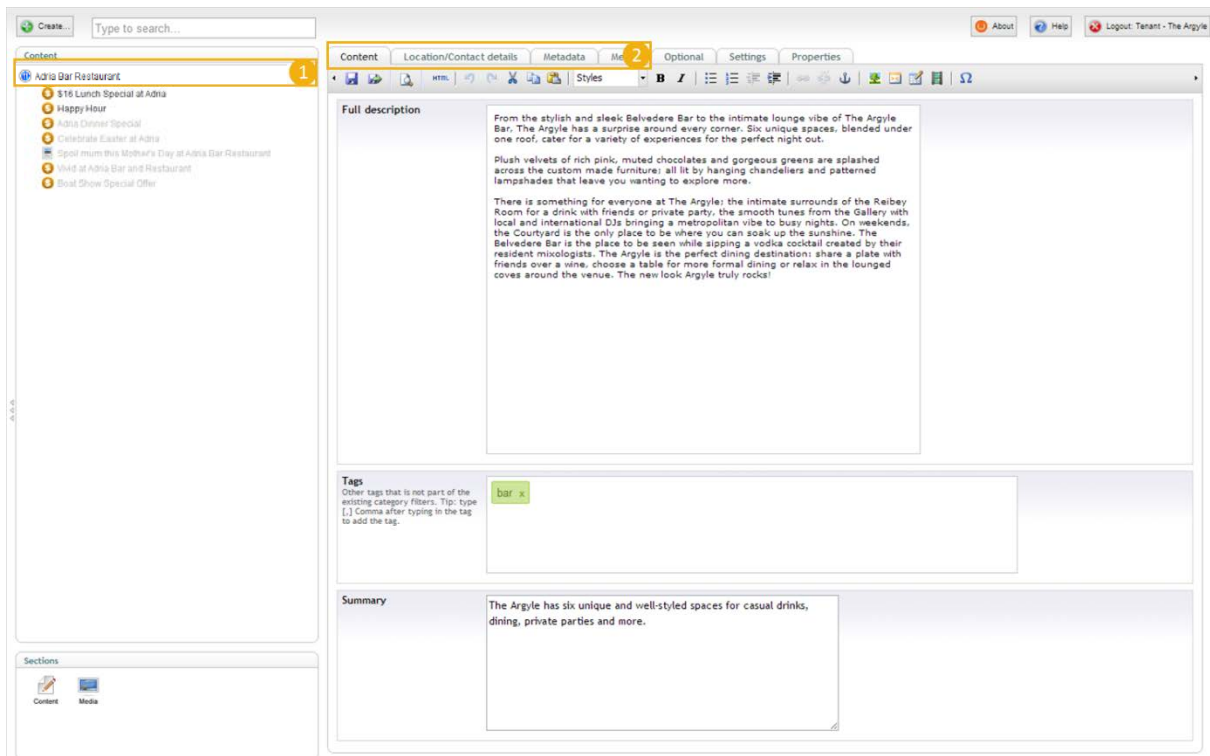 Create...
Type to search...
About
Help
Logout: Tenant - The Argyle
Content
Adria Bar Restaurant
1
$16 Lunch Special at Adria
Happy Hour
Adria Dinner Special
Celebrate Easter at Adria
Spoil mum this Mother's Day at Adria Bar Restaurant
Vivid at Adria Bar and Restaurant
Boat Show Special Offer
Content
Location/Contact details
Metadata
2
Optional
Settings
Properties
HTML
Styles
B I
Ω
Full description
From the stylish and sleek Belvedere Bar to the intimate lounge vibe of The Argyle
Bar, The Argyle has a surprise around every corner. Six unique spaces, blended under
one roof, cater for a variety of experiences for the perfect night out.
Plush velvets of rich pink, muted chocolates and gorgeous greens are splashed
across the custom made furniture; all lit by hanging chandeliers and patterned
lampshades that leave you wanting to explore more.
There is something for everyone at The Argyle; the intimate surrounds of the Reibey
Room for a drink with friends or private party, the smooth tunes from the Gallery with
local and international DJs bringing a metropolitan vibe to busy nights. On weekends,
the Courtyard is the only place to be where you can soak up the sunshine. The
Belvedere Bar is the place to be seen while sipping a vodka cocktail created by their
resident mixologists. The Argyle is the perfect dining destination; share a plate with
friends over a wine, choose a table for more formal dining or relax in the lounged
coves around the venue. The new look Argyle truly rocks!
Tags
Other tags that is not part of the
existing category filters. Tip: type
[,] Comma after typing in the tag
to add the tag.
bar x
Summary
The Argyle has six unique and well-styled spaces for casual drinks,
dining, private parties and more.
Sections
Content
Media